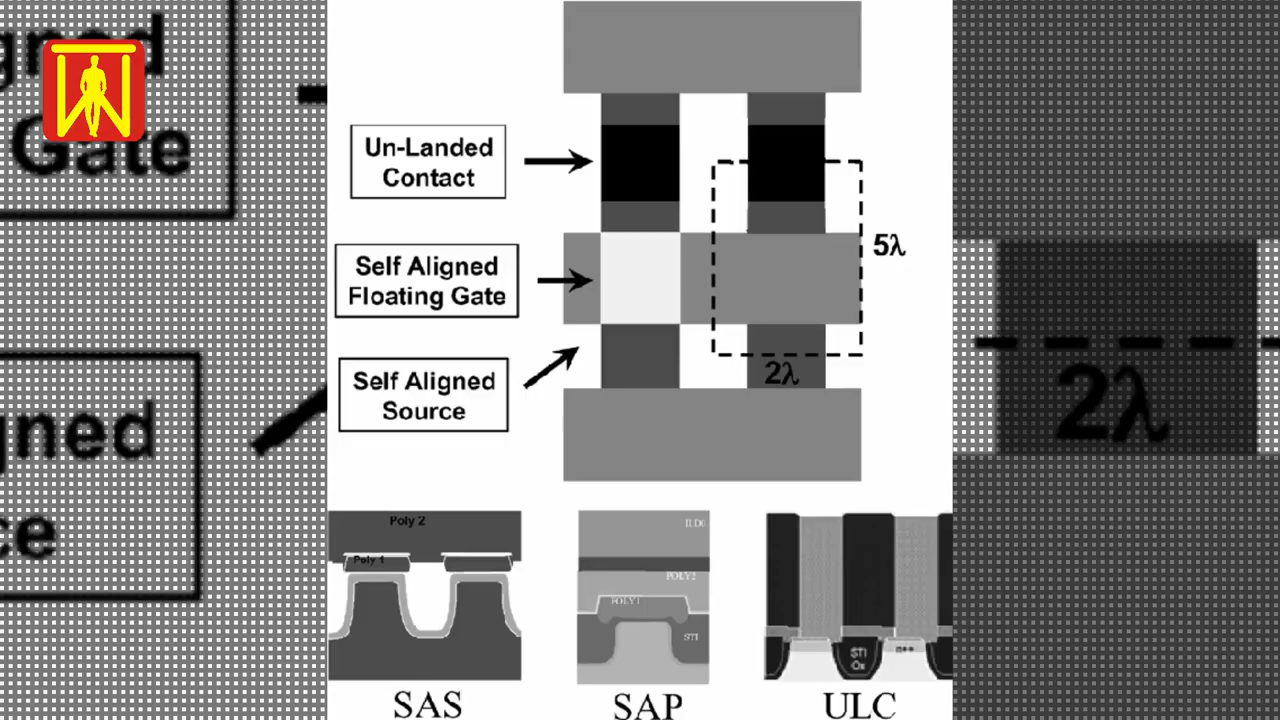 gned
Gate
gned
ce
Un-Landed
Contact
Self Aligned
Floating Gate
Self Aligned
Source
5λ
2λ
2λ
Poly 2
Poly 1
ILD0
POLY2
POLY1
STI
STI
Ox
n++
SAS
SAP
ULC